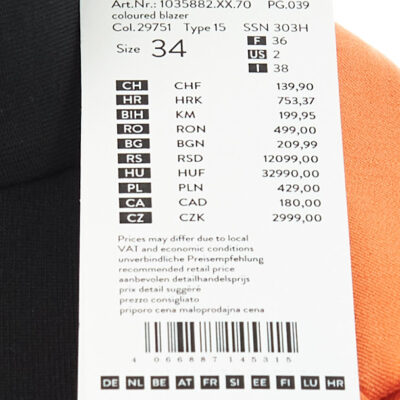 Art.Nr.: 1035882.XX.70 PG.039
coloured blazer
Col. 29751 Type 15 SSN 303H
Size 34
F 36
US 2
I 38
CH CHF 139,90
HR HRK 753,37
BIH KM 199,95
RO RON 499,00
BG BGN 209,99
RS RSD 12099,00
HU HUF 32990,00
PL PLN 429,00
CA CAD 180,00
CZ CZK 2999,00
Prices may differ due to local
VAT and economic conditions
unverbindliche Preisempfehlung
recommended retail price
aanbevolen detailhandelsprijs
prix detail suggéré
prezzo consigliato
priporo cena maloprodajna cena
4066887145315
DE NL BE AT FR SI EE FI LU HR